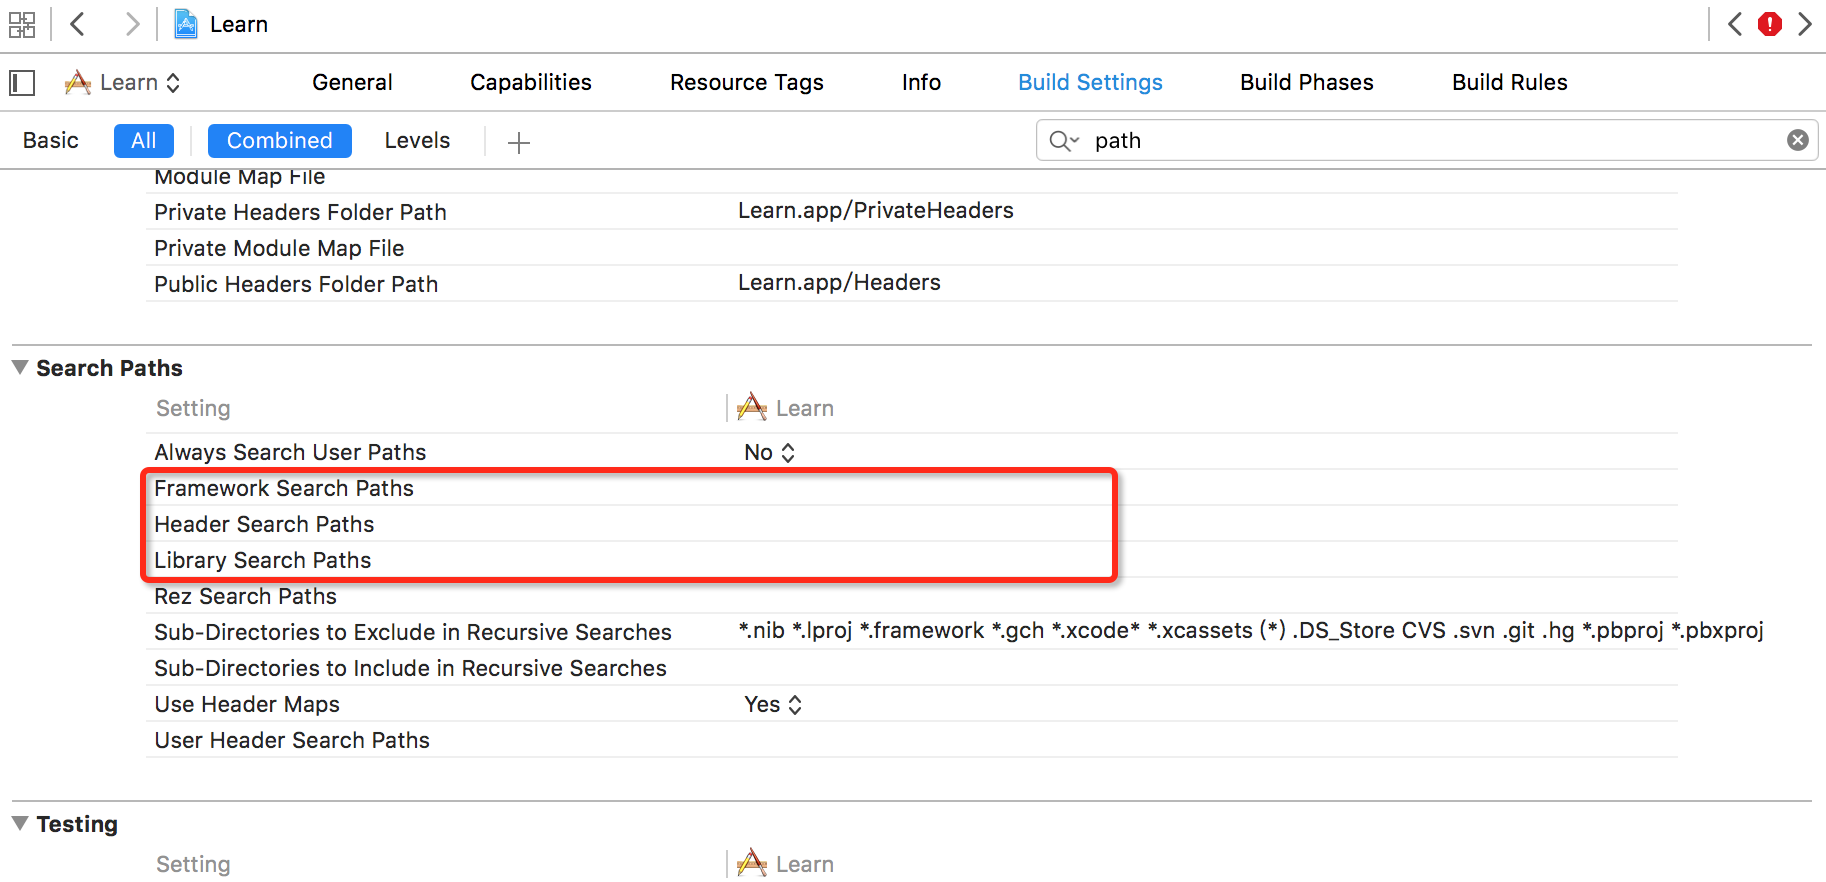 Learn
Learn General Capabilities Resource Tags Info Build Settings Build Phases Build Rules
Basic All Combined Levels path
Module Map File
Private Headers Folder Path Learn.app/PrivateHeaders
Private Module Map File
Public Headers Folder Path Learn.app/Headers
Search Paths
Setting Learn
Always Search User Paths No
Framework Search Paths
Header Search Paths
Library Search Paths
Rez Search Paths
Sub-Directories to Exclude in Recursive Searches *.nib *.lproj *.framework *.gch *.xcode* *.xcassets (*) .DS_Store CVS .svn .git .hg *.pbproj *.pbxproj
Sub-Directories to Include in Recursive Searches
Use Header Maps Yes
User Header Search Paths
Testing
Setting Learn